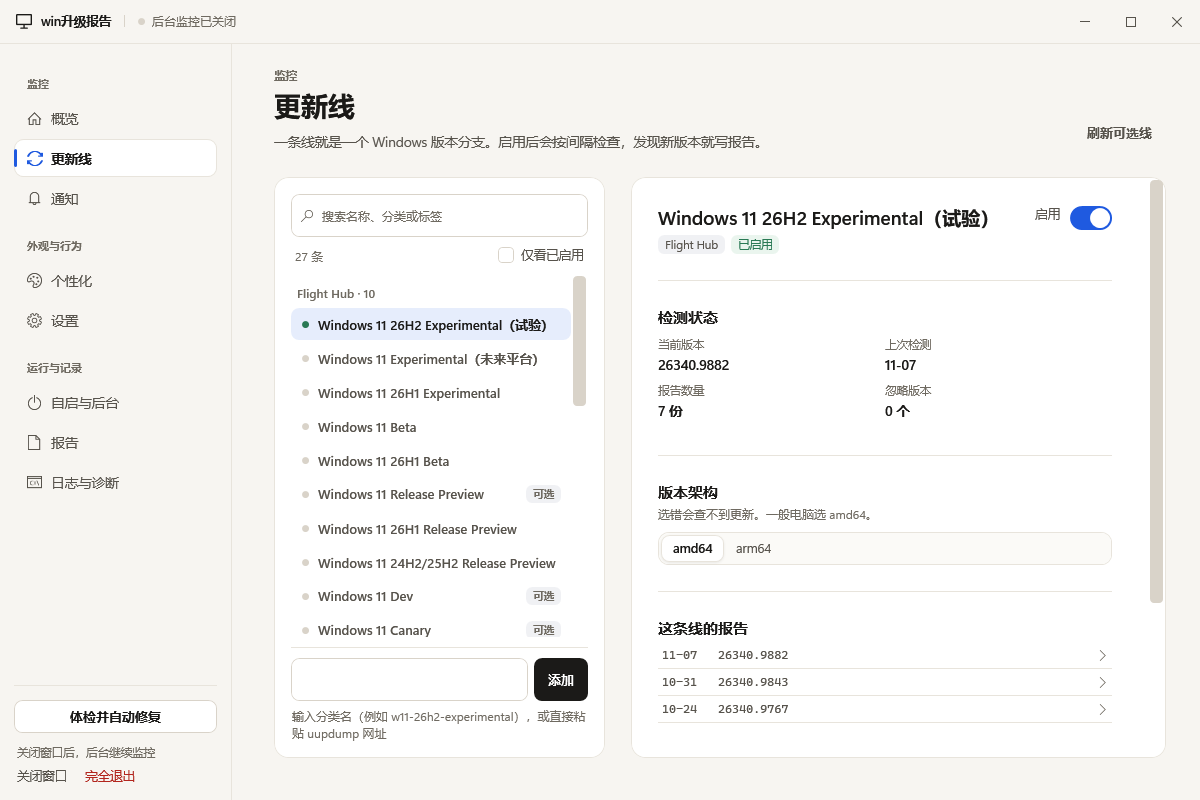 win升级报告
后台监控已关闭
监控
概览
更新线
通知
外观与行为
个性化
设置
运行与记录
自启与后台
报告
日志与诊断
体检并自动修复
关闭窗口后，后台继续监控
关闭窗口 完全退出
监控
更新线
一条线就是一个 Windows 版本分支。启用后会按间隔检查，发现新版本就写报告。
刷新可选线
搜索名称、分类或标签
27 条
仅看已启用
Flight Hub · 10
Windows 11 26H2 Experimental（试验）
Windows 11 Experimental（未来平台）
Windows 11 26H1 Experimental
Windows 11 Beta
Windows 11 26H1 Beta
Windows 11 Release Preview 可选
Windows 11 26H1 Release Preview
Windows 11 24H2/25H2 Release Preview
Windows 11 Dev 可选
Windows 11 Canary 可选
添加
输入分类名（例如 w11-26h2-experimental），或直接粘
贴 uupdump 网址
Windows 11 26H2 Experimental（试验）
启用
Flight Hub 已启用
检测状态
当前版本 上次检测
26340.9882 11-07
报告数量 忽略版本
7 份 0 个
版本架构
选错会查不到更新。一般电脑选 amd64。
amd64 arm64
这条线的报告
11-07 26340.9882
10-31 26340.9843
10-24 26340.9767